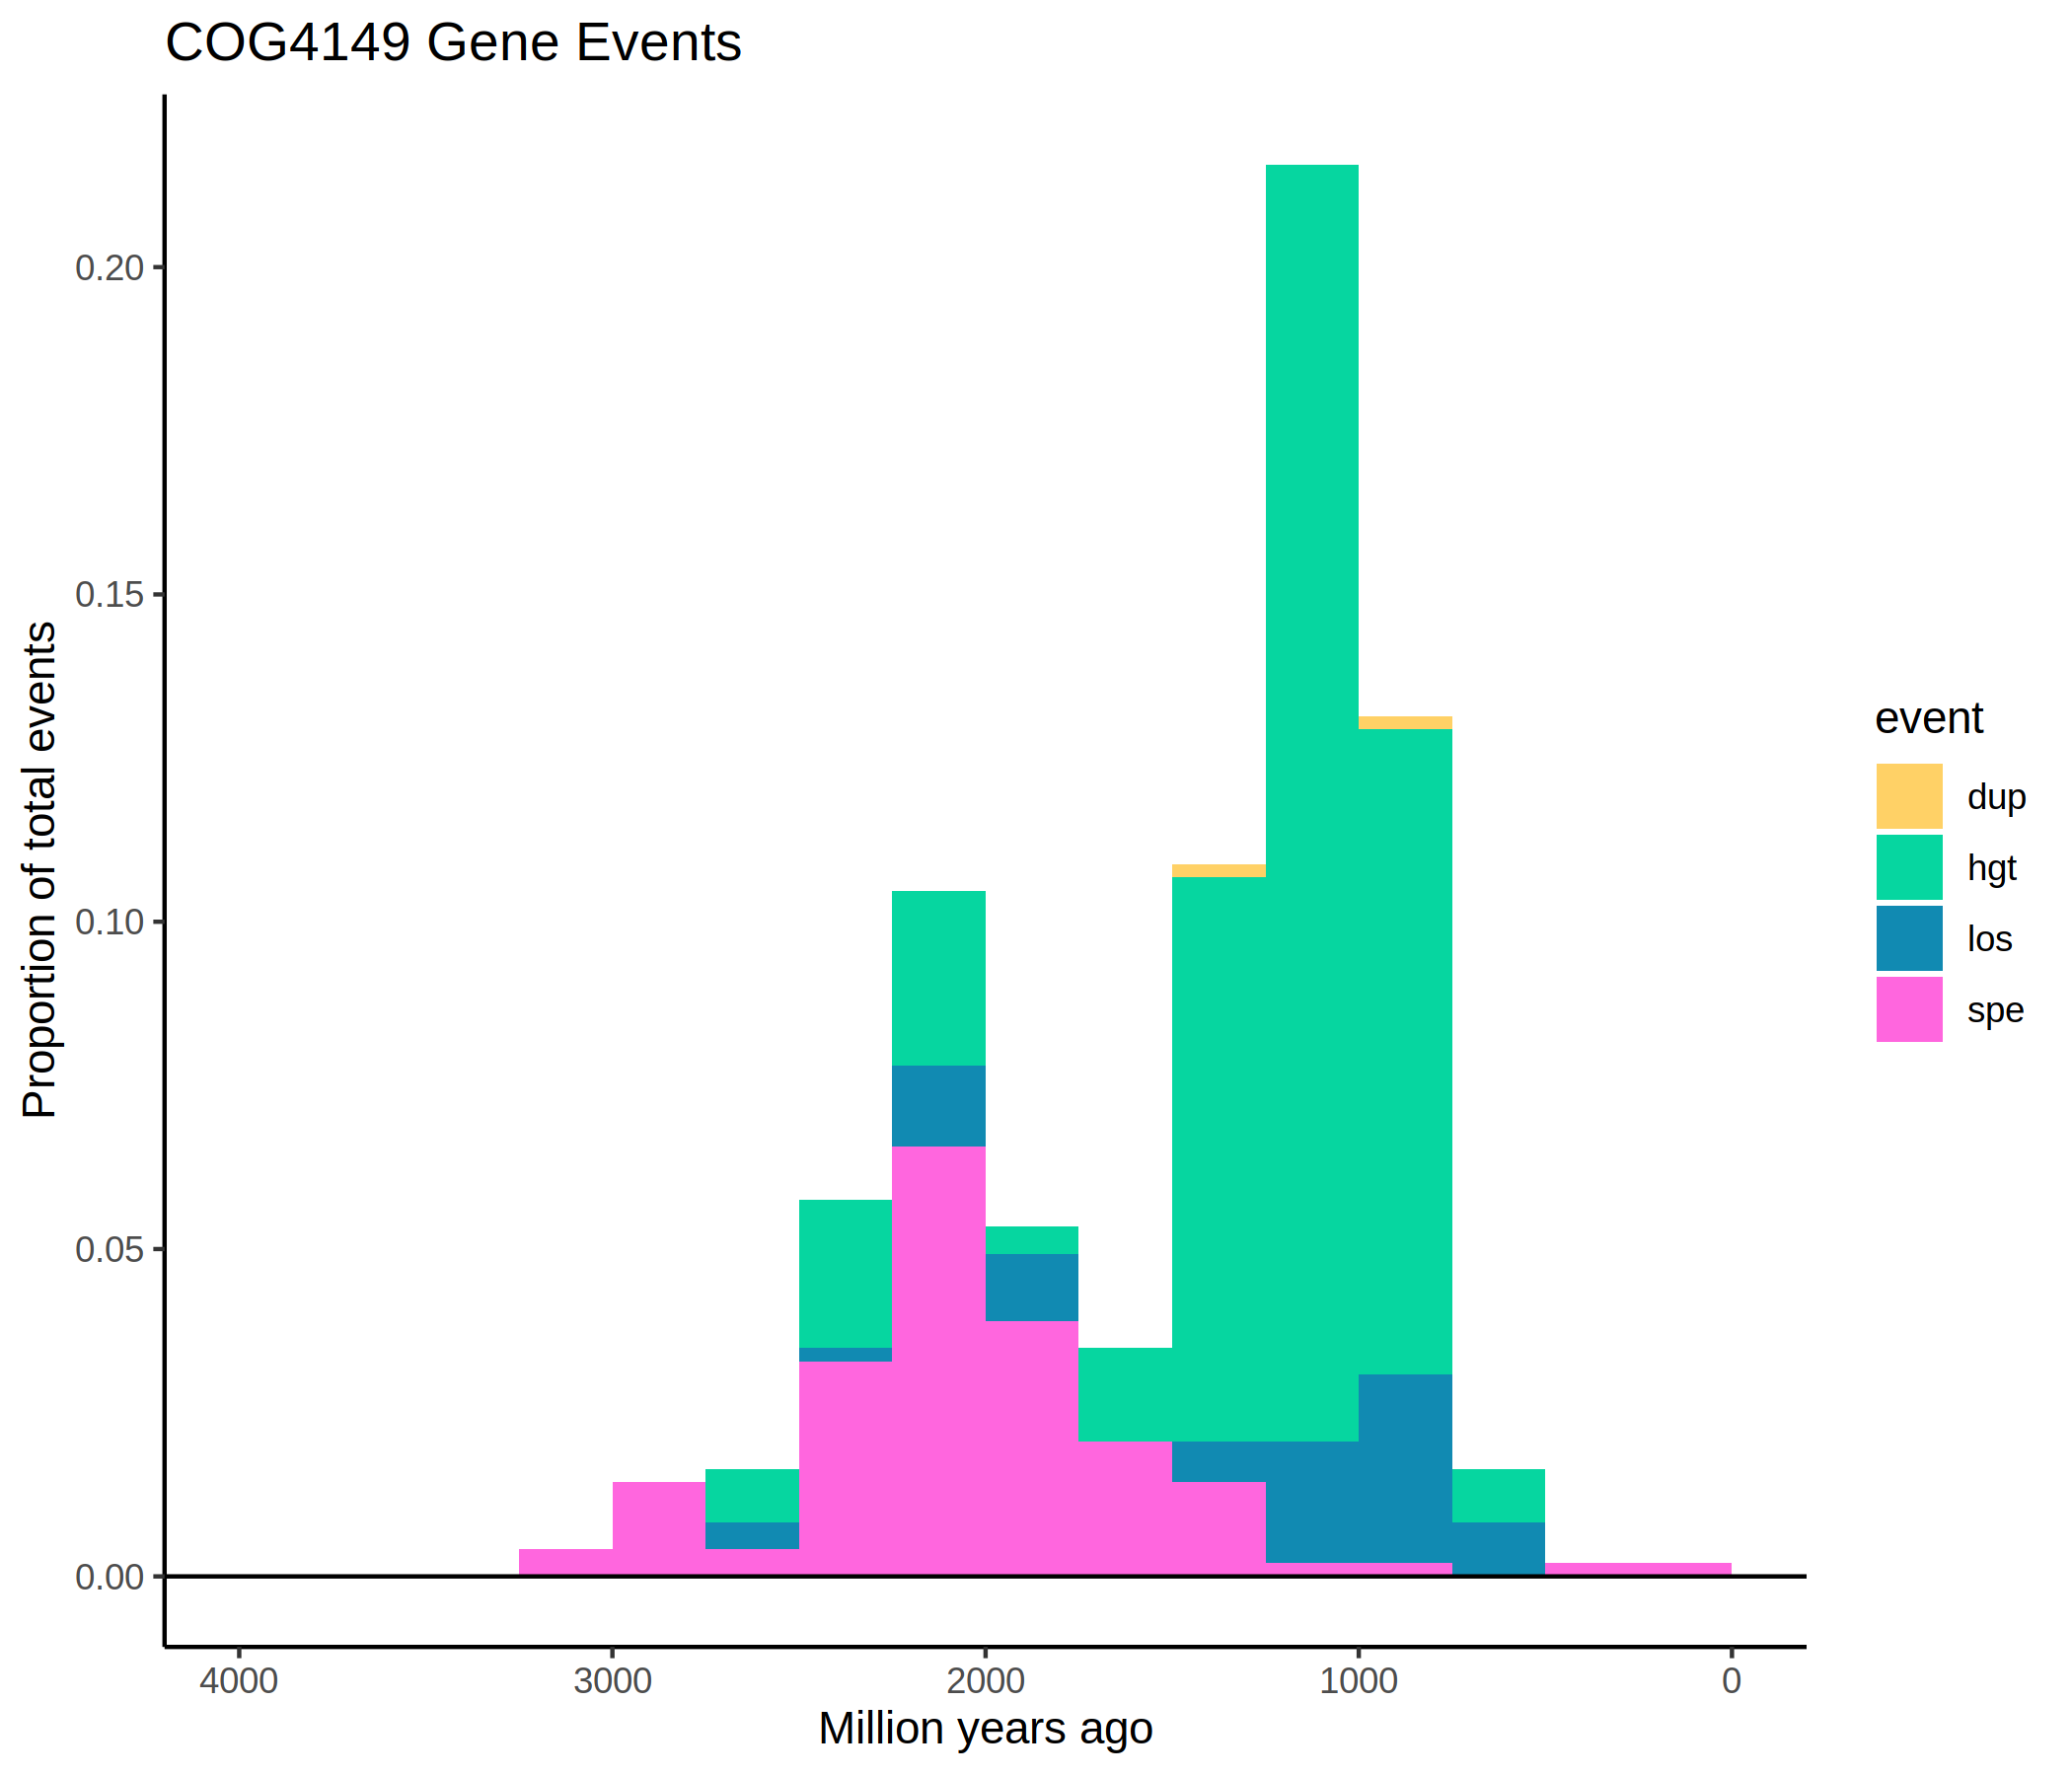 COG4149 Gene Events
Proportion of total events
0.20
0.15
0.10
0.05
0.00
4000 3000 2000 1000 0
Million years ago
event
dup
hgt
los
spe